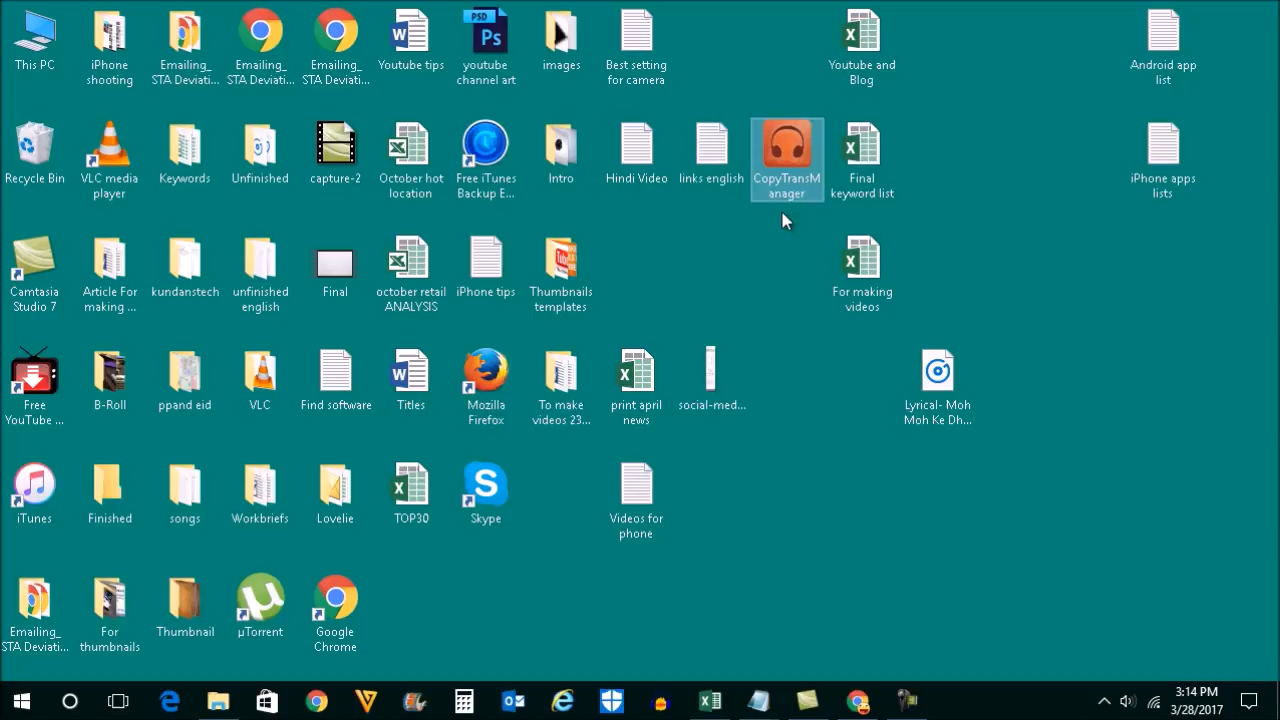 This PC
iPhone
shooting
Emailing_
STA Deviati...
Emailing_
STA Deviati...
Emailing_
STA Deviati...
Youtube tips
PSD
Ps
youtube
channel art
images
Best setting
for camera
Youtube and
Blog
Android app
list
Recycle Bin
VLC media
player
Keywords
Unfinished
capture-2
October hot
location
Free iTunes
Backup E...
Intro
Hindi Video
links english
CopyTransM
anager
Final
keyword list
iPhone apps
lists
Camtasia
Studio 7
Article For
making ...
kundanstech
unfinished
english
Final
october retail
ANALYSIS
iPhone tips
Thumbnails
templates
For making
videos
Free
YouTube ...
B-Roll
ppand eid
VLC
Find software
Titles
Mozilla
Firefox
To make
videos 23...
print april
news
social-med...
Lyrical- Moh
Moh Ke Dh...
iTunes
Finished
songs
Workbriefs
Lovelie
TOP30
Skype
Videos for
phone
Emailing_
STA Deviati...
For
thumbnails
Thumbnail
µTorrent
Google
Chrome
3:14 PM
3/28/2017